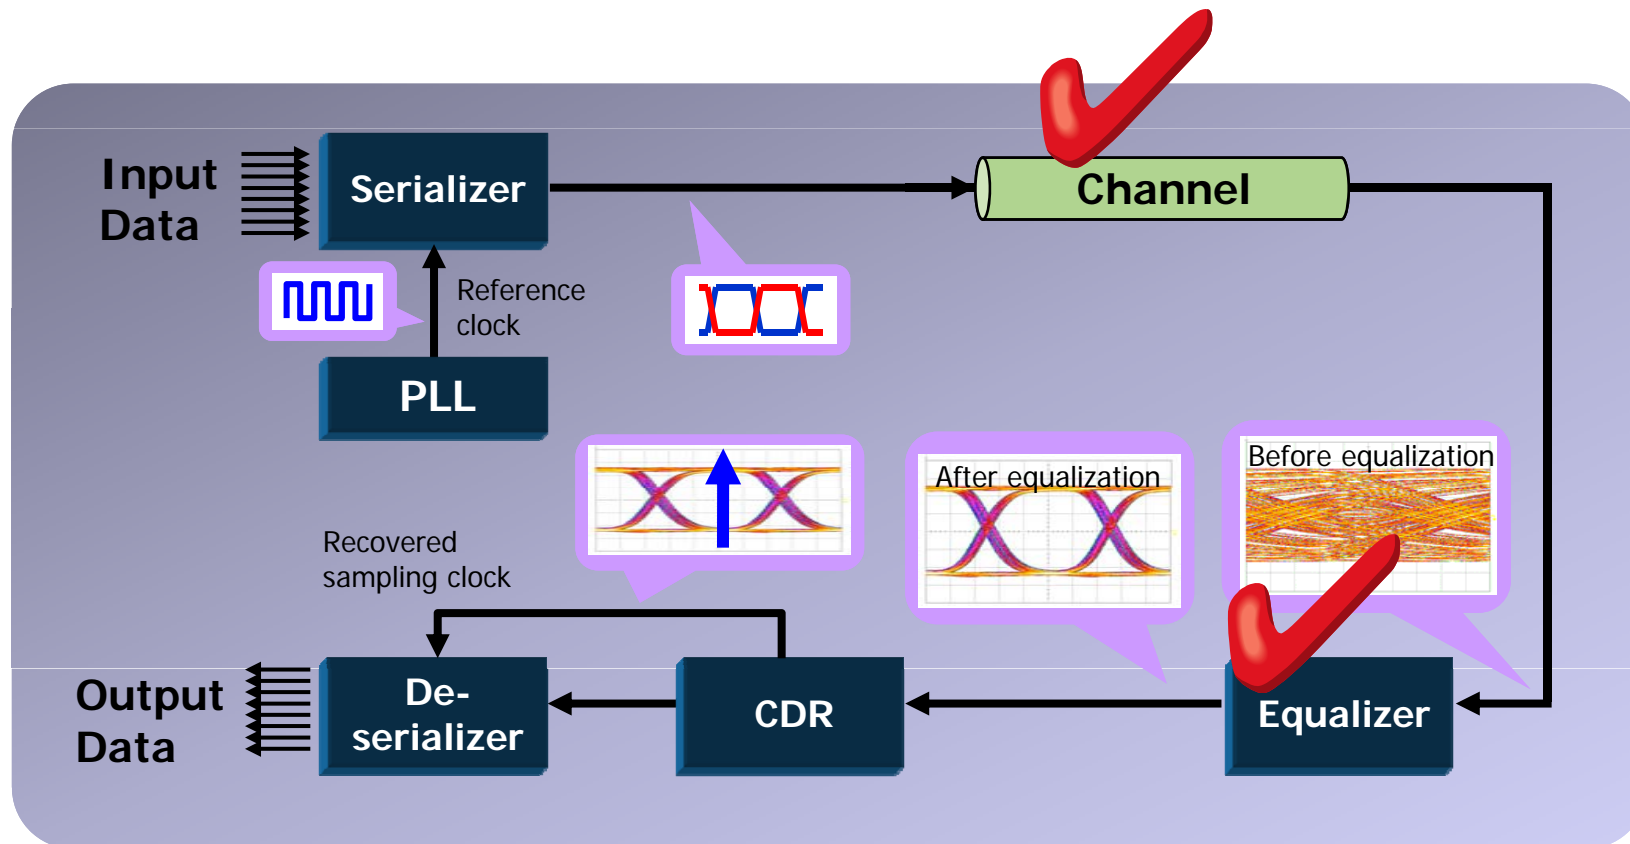 Input
Data
Serializer
Channel
Reference
clock
PLL
After equalization
Before equalization
Recovered
sampling clock
Output
Data
De-
serializer
CDR
Equalizer